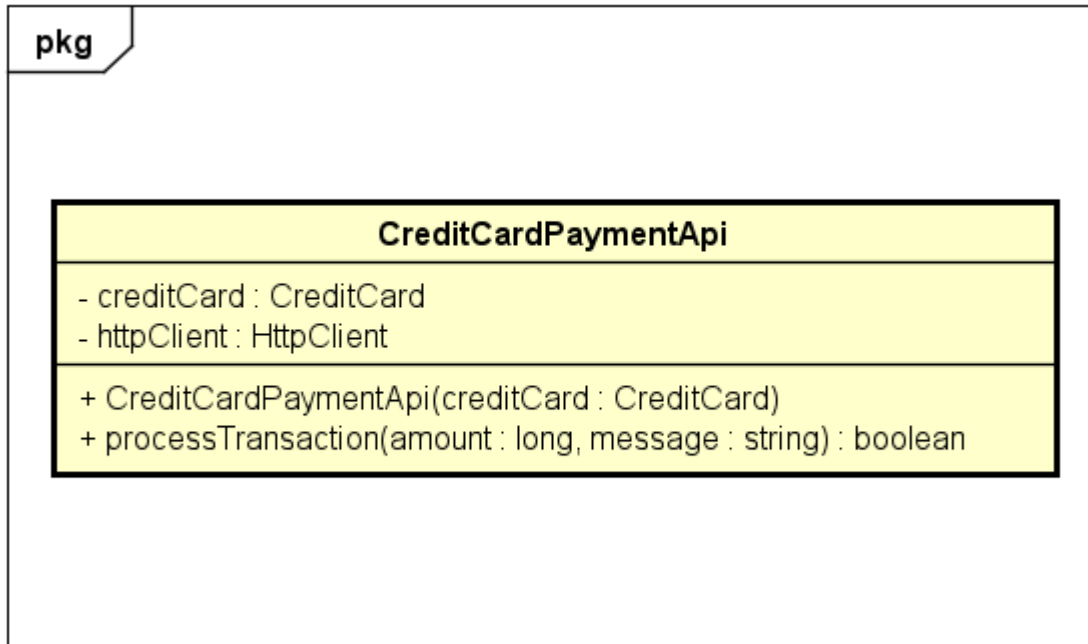 pkg
CreditCardPaymentApi
- creditCard : CreditCard
- httpClient : HttpClient
+ CreditCardPaymentApi(creditCard : CreditCard)
+ processTransaction(amount : long, message : string) : boolean